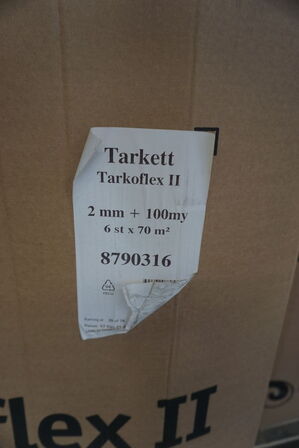 Tarkett
Tarkoflex II
2 mm + 100my
6 st x 70 m²
8790316
flex II